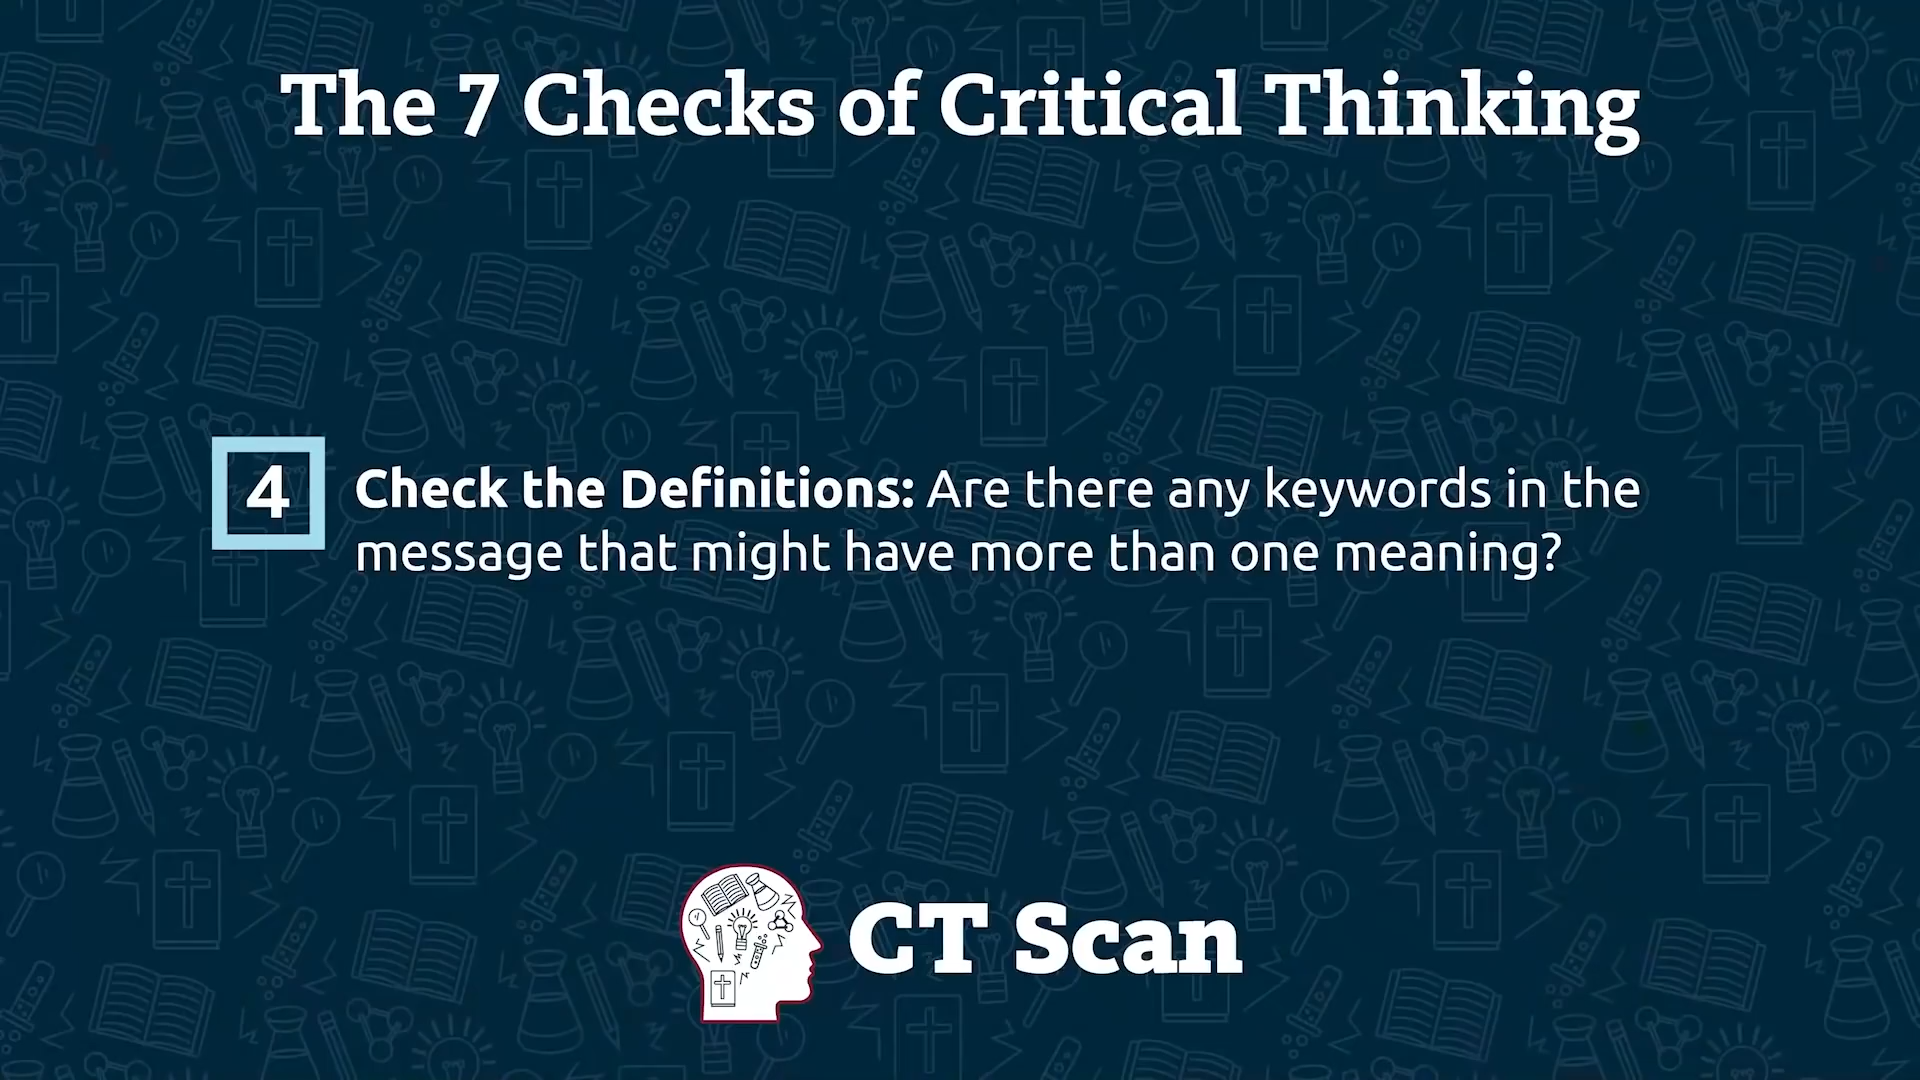 The 7 Checks of Critical Thinking
4
Check the Definitions: Are there any keywords in the
message that might have more than one meaning?
CT Scan